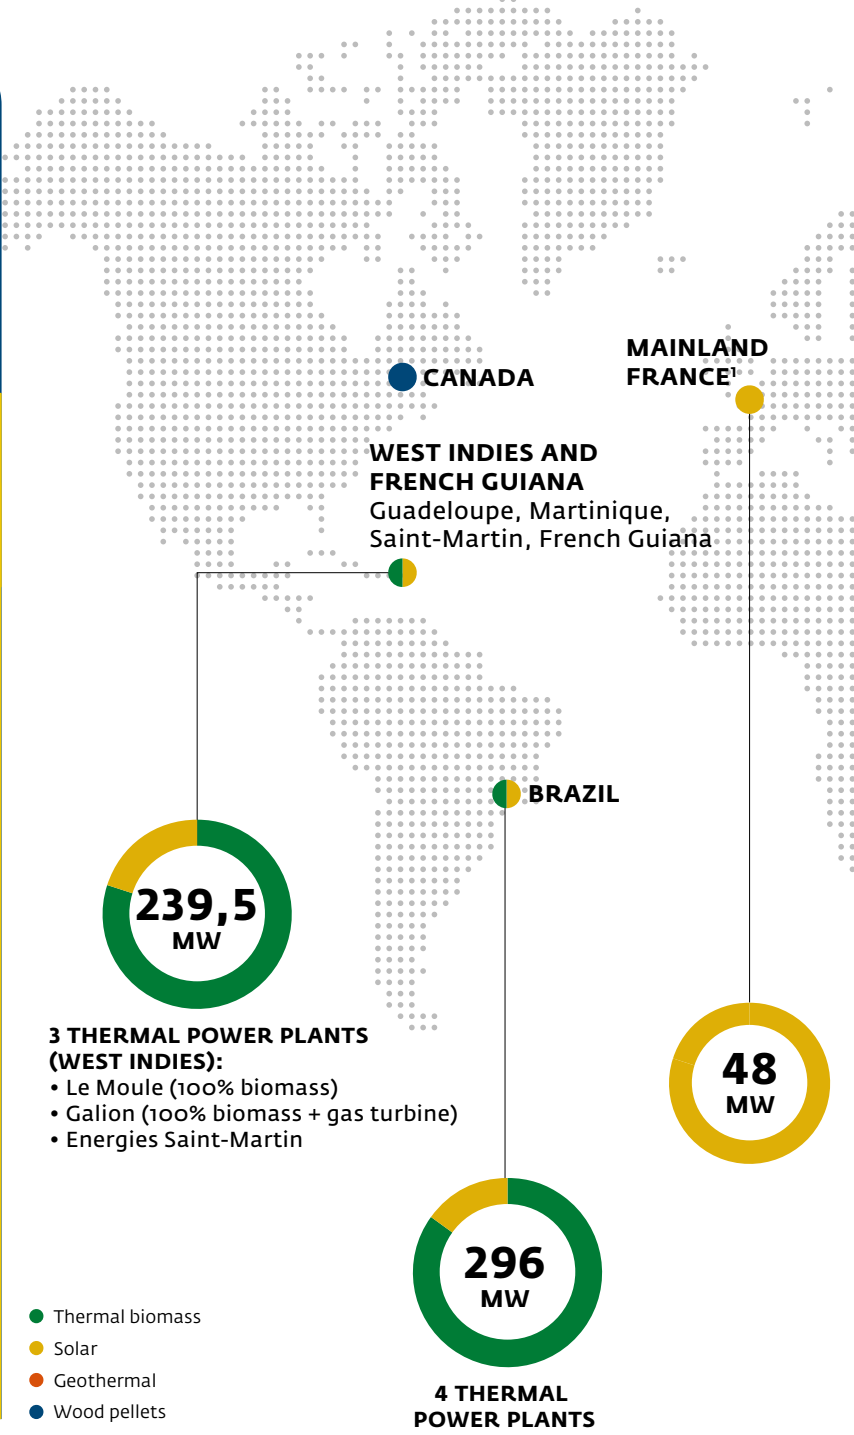 MAINLAND
FRANCE¹
CANADA
WEST INDIES AND
FRENCH GUIANA
Guadeloupe, Martinique,
Saint-Martin, French Guiana
BRAZIL
239,5
MW
3 THERMAL POWER PLANTS
(WEST INDIES):
• Le Moule (100% biomass)
• Galion (100% biomass + gas turbine)
• Energies Saint-Martin
48
MW
296
MW
4 THERMAL
POWER PLANTS
Thermal biomass
Solar
Geothermal
Wood pellets